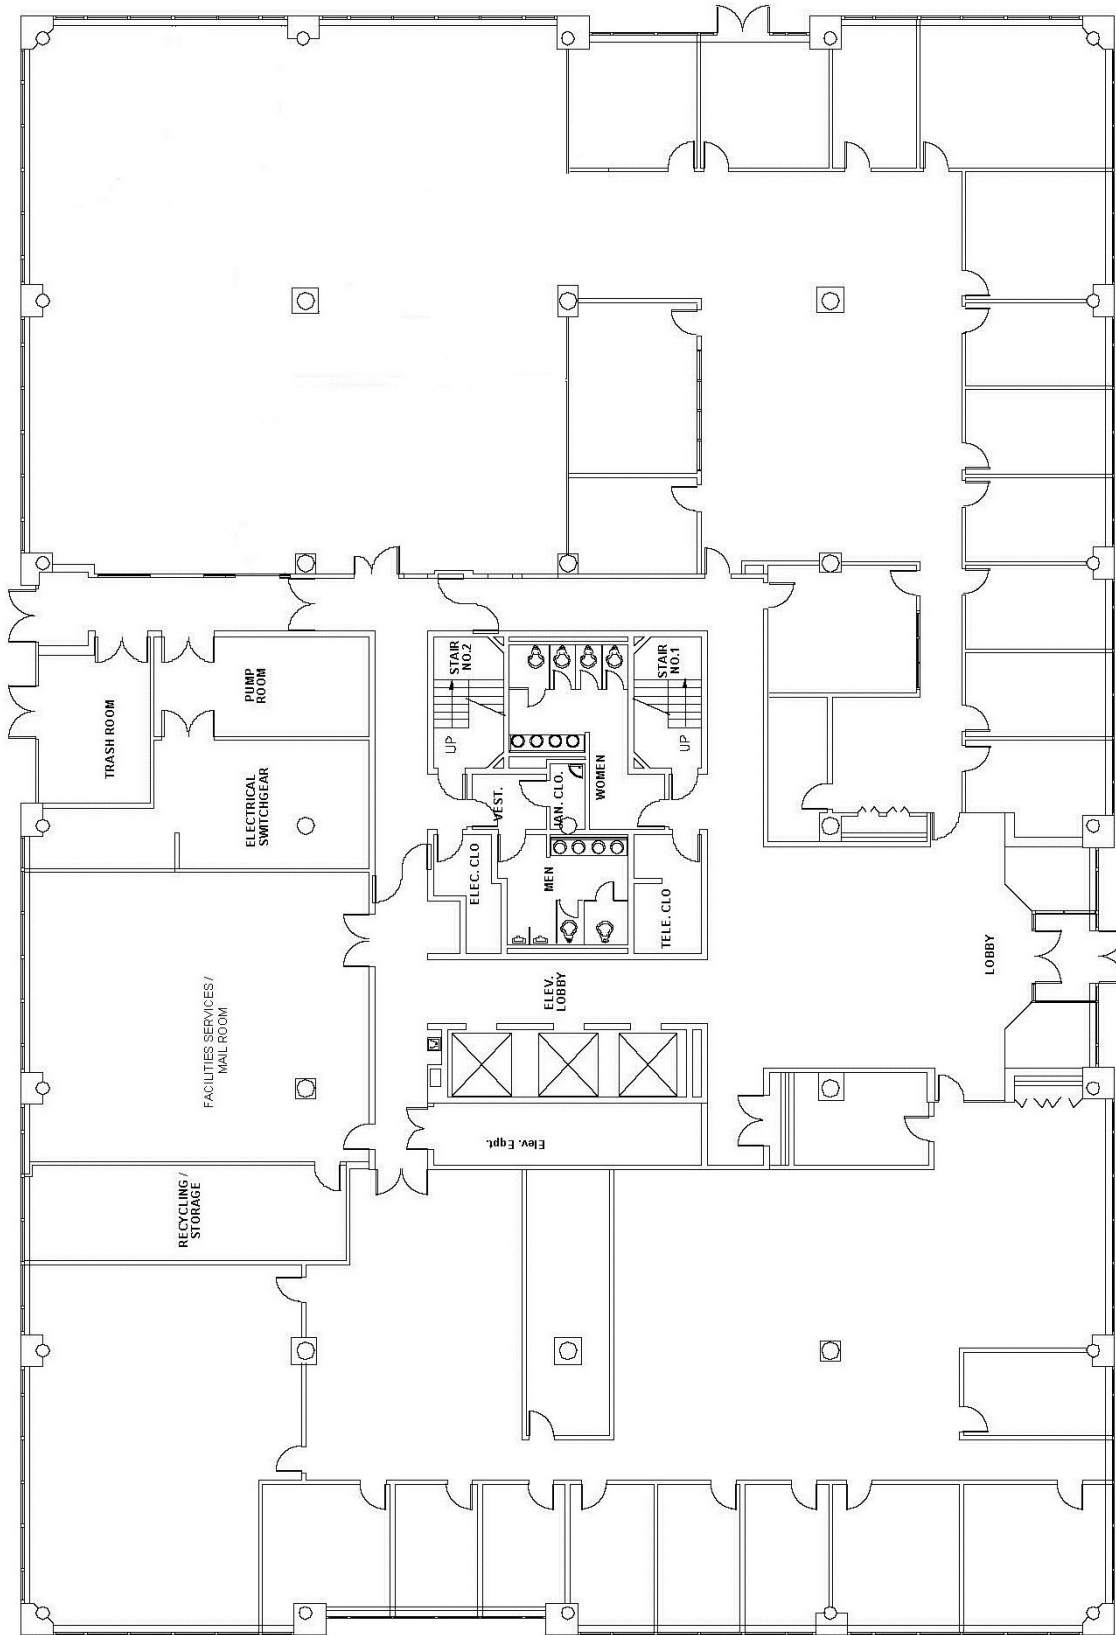 STAIR
NO.2
STAIR
NO.1
PUMP
ROOM
TRASH ROOM
UP
UP
ELECTRICAL
SWITCHGEAR
VEST.
JAN. CLO.
WOMEN
ELEC. CLO
MEN
TELE. CLO
LOBBY
ELEV.
LOBBY
FACILITIES SERVICES /
MAIL ROOM
Elev. Eqpt.
RECYCLING /
STORAGE